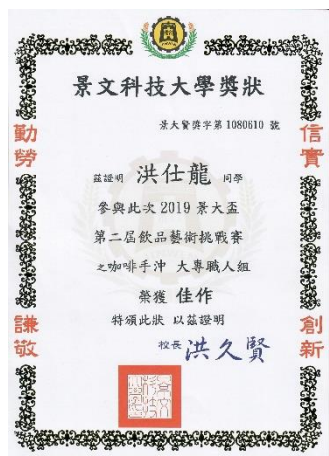 景文科技大學獎狀
景大賢獎字第 1080610 號
勤勞
信實
茲證明 洪仕龍 同學
參與此次 2019 景大盃
第二屆飲品藝術挑戰賽
之咖啡手沖 大專職人組
榮獲 佳作
特頒此狀 以茲證明
謙敬
創新
校長 洪久賢